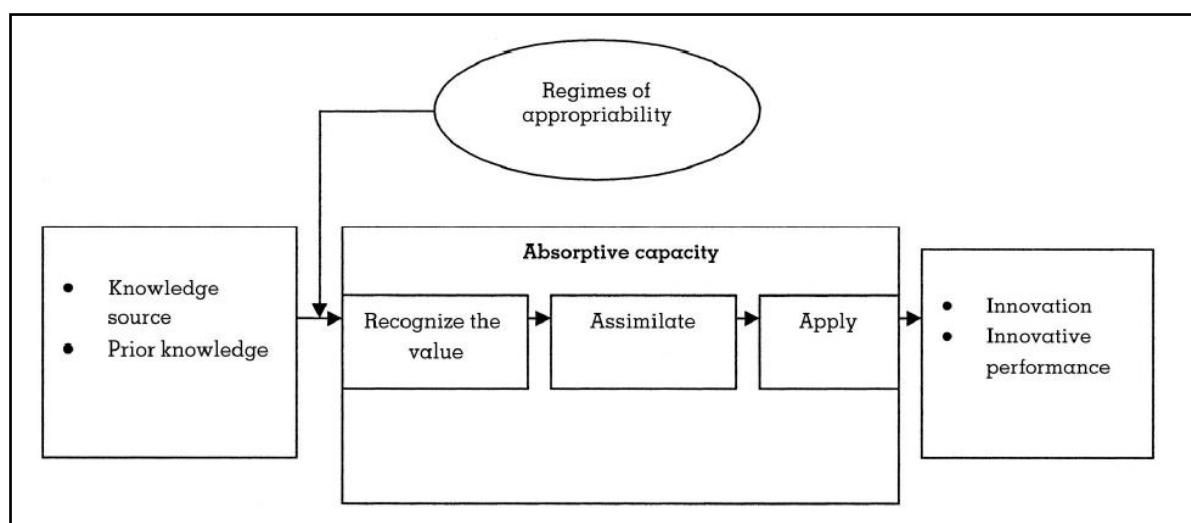 Regimes of
appropriability
Absorptive capacity
• Knowledge
source
• Prior knowledge
Recognize the
value
Assimilate
Apply
• Innovation
• Innovative
performance